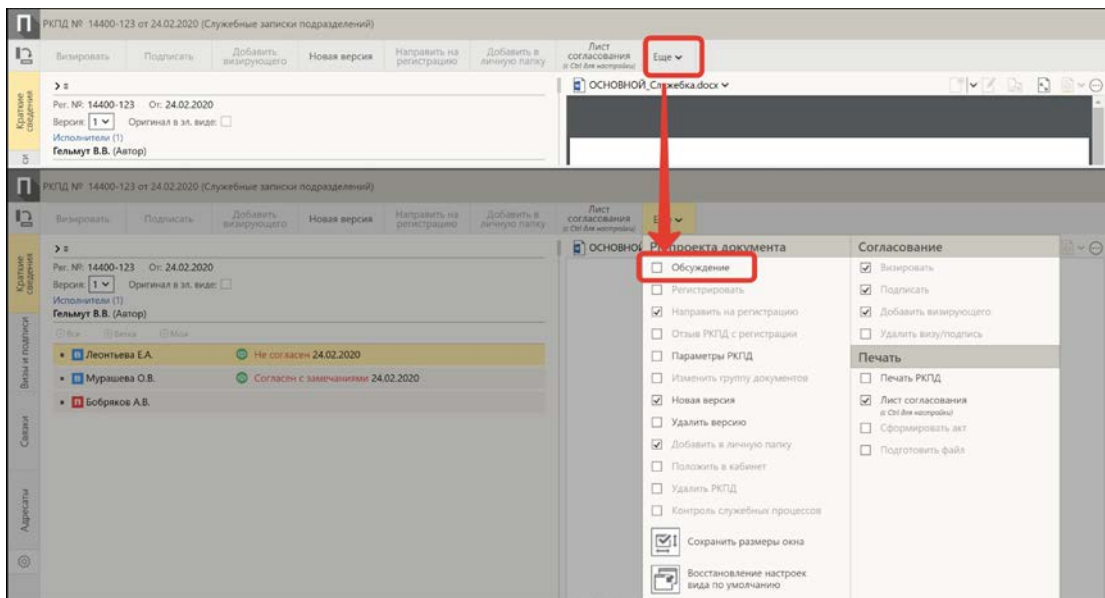 П РКПД № 14400-123 от 24.02.2020 (Служебные записки подразделений)
Визировать Подписать Добавить визирующего Новая версия Направить на регистрацию Добавить в личную папку Лист согласования (с Ctrl для настройки) Еще
ОСНОВНОЙ_Служебка.docx
Краткие сведения
Рег. №: 14400-123 От: 24.02.2020
Версия: 1 Оригинал в эл. виде:
Исполнители (1)
Гельмут В.В. (Автор)
П РКПД № 14400-123 от 24.02.2020 (Служебные записки подразделений)
Визировать Подписать Добавить визирующего Новая версия Направить на регистрацию Добавить в личную папку Лист согласования (с Ctrl для настройки)
Краткие сведения
Визы и подписи
Связки
Адресаты
Рег. №: 14400-123 От: 24.02.2020
Версия: 1 Оригинал в эл. виде:
Исполнители (1)
Гельмут В.В. (Автор)
Все Ветка Моя
Леонтьева Е.А. Не согласен 24.02.2020
Мурашева О.В. Согласен с замечаниями 24.02.2020
П Бобряков А.В.
проекта документа
Обсуждение
Регистрировать
Направить на регистрацию
Отзыв РКПД с регистрации
Параметры РКПД
Изменить группу документов
Новая версия
Удалить версию
Добавить в личную папку
Положить в кабинет
Удалить РКПД
Контроль служебных процессов
Сохранить размеры окна
Восстановление настроек
вида по умолчанию
Согласование
Визировать
Подписать
Добавить визирующего
Удалить визу/подпись
Печать
Печать РКПД
Лист согласования
(с Ctrl для настройки)
Сформировать акт
Подготовить файл